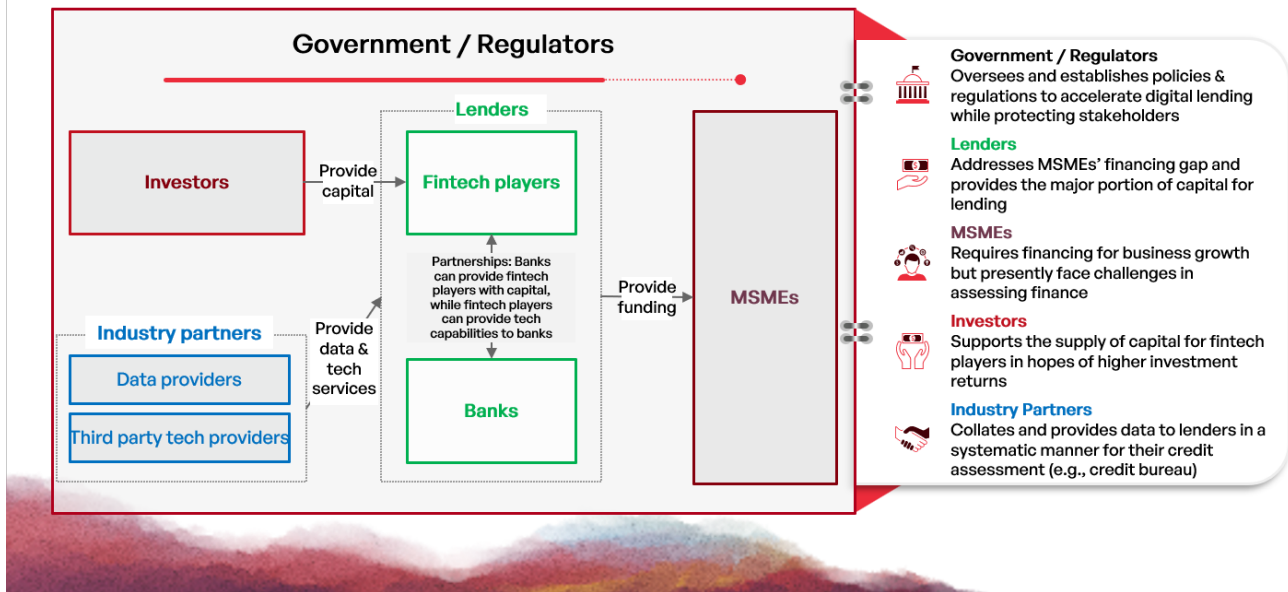 Government / Regulators
Lenders
Investors
Provide
capital
Fintech players
Partnerships: Banks
can provide fintech
players with capital,
while fintech players
can provide tech
capabilities to banks
Provide
funding
MSMEs
Industry partners
Data providers
Third party tech providers
Provide
data &
tech
services
Banks
Government / Regulators
Oversees and establishes policies &
regulations to accelerate digital lending
while protecting stakeholders
Lenders
Addresses MSMEs' financing gap and
provides the major portion of capital for
lending
MSMEs
Requires financing for business growth
but presently face challenges in
assessing finance
Investors
Supports the supply of capital for fintech
players in hopes of higher investment
returns
Industry Partners
Collates and provides data to lenders in a
systematic manner for their credit
assessment (e.g., credit bureau)